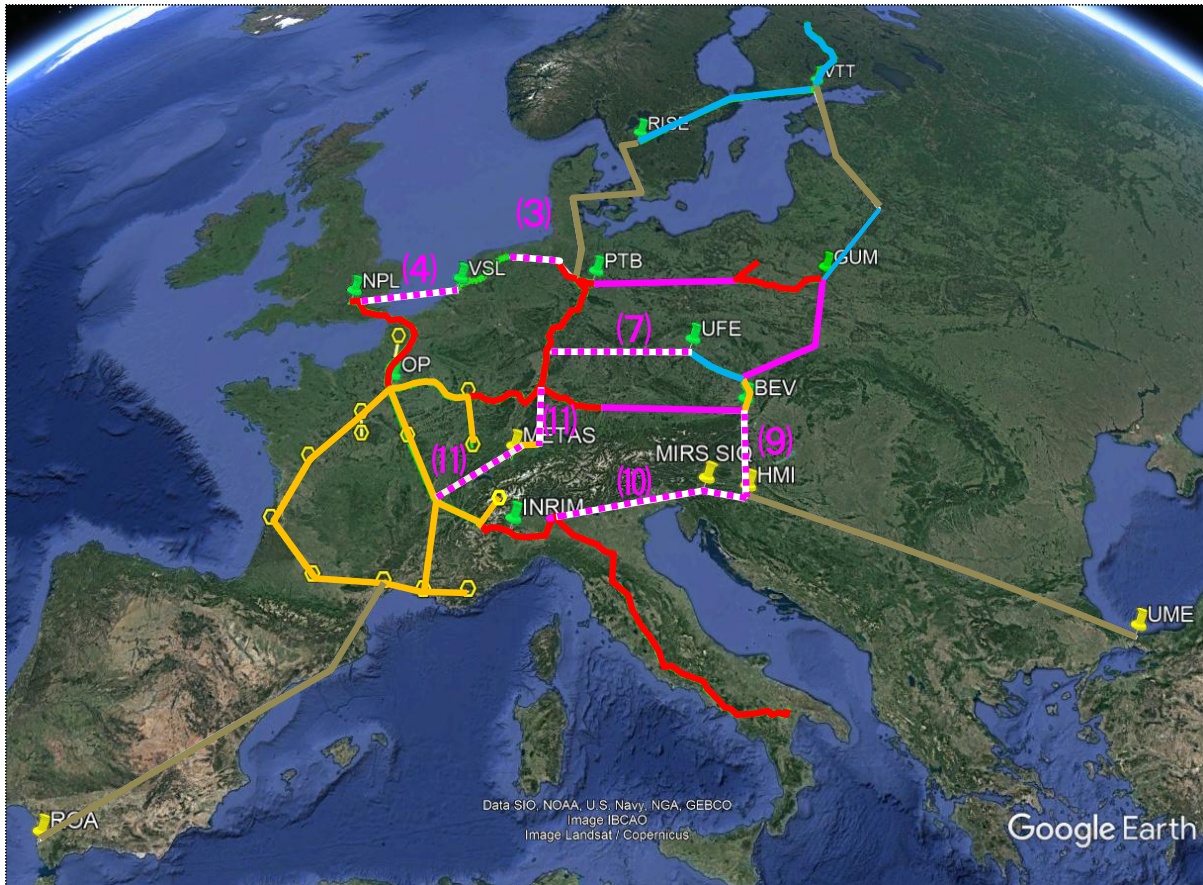 VTT
RISE
(3)
PTB
GUM
VSL
(4)
NPL
(7)
UFE
OP
BEV
(11)
METAS
(9)
MIRS SIO
(11)
HMI
(10)
INRIM
UME
ROA
Data SIO, NOAA, U.S. Navy, NGA, GEBCO
Image IBCAO
Image Landsat / Copernicus
Google Earth